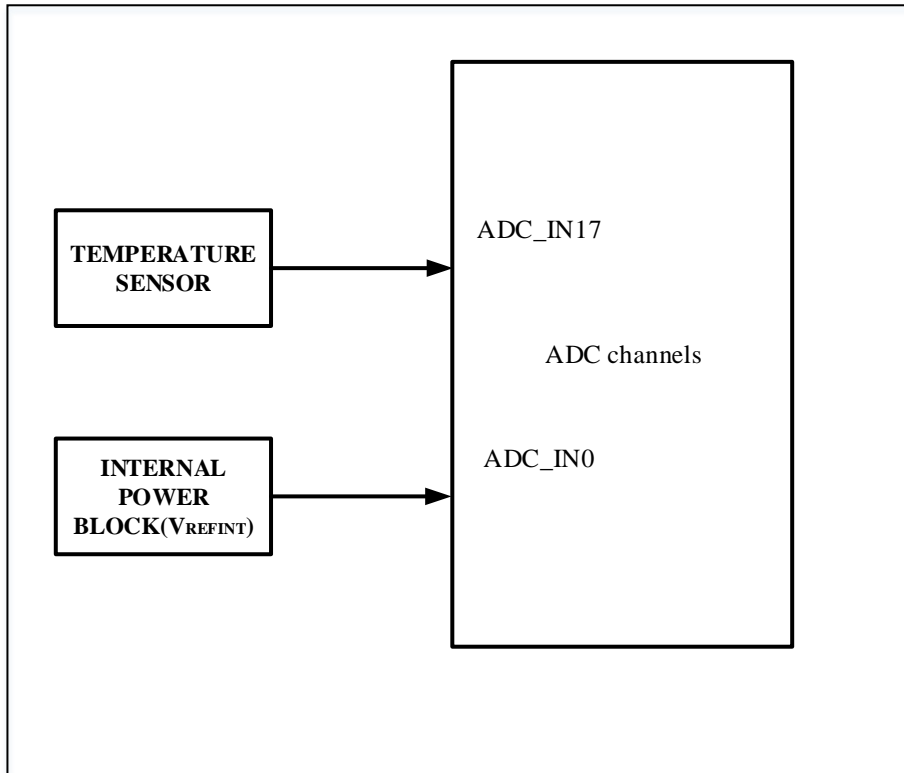 TEMPERATURE
SENSOR
ADC_IN17
ADC channels
INTERNAL
POWER
BLOCK(VREFINT)
ADC_IN0